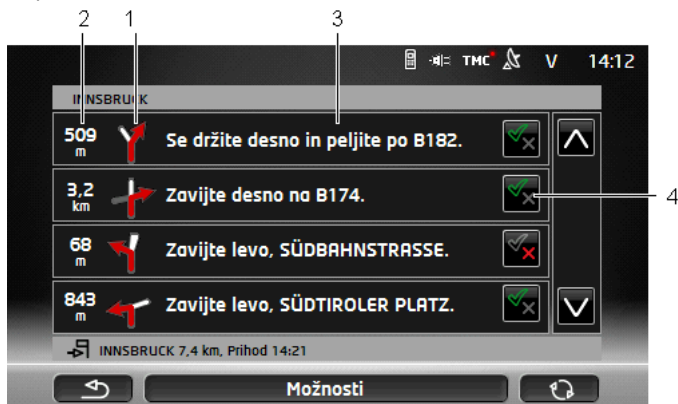 2 1 3
TMC V 14:12
INNSBRUCK
509 m Se držite desno in peljite po B182.
3,2 km Zavijte desno na B174.
4
68 m Zavijte levo, SÜDBAHNSTRASSE.
843 m Zavijte levo, SÜDTIROLER PLATZ.
INNSBRUCK 7,4 km, Prihod 14:21
Možnosti